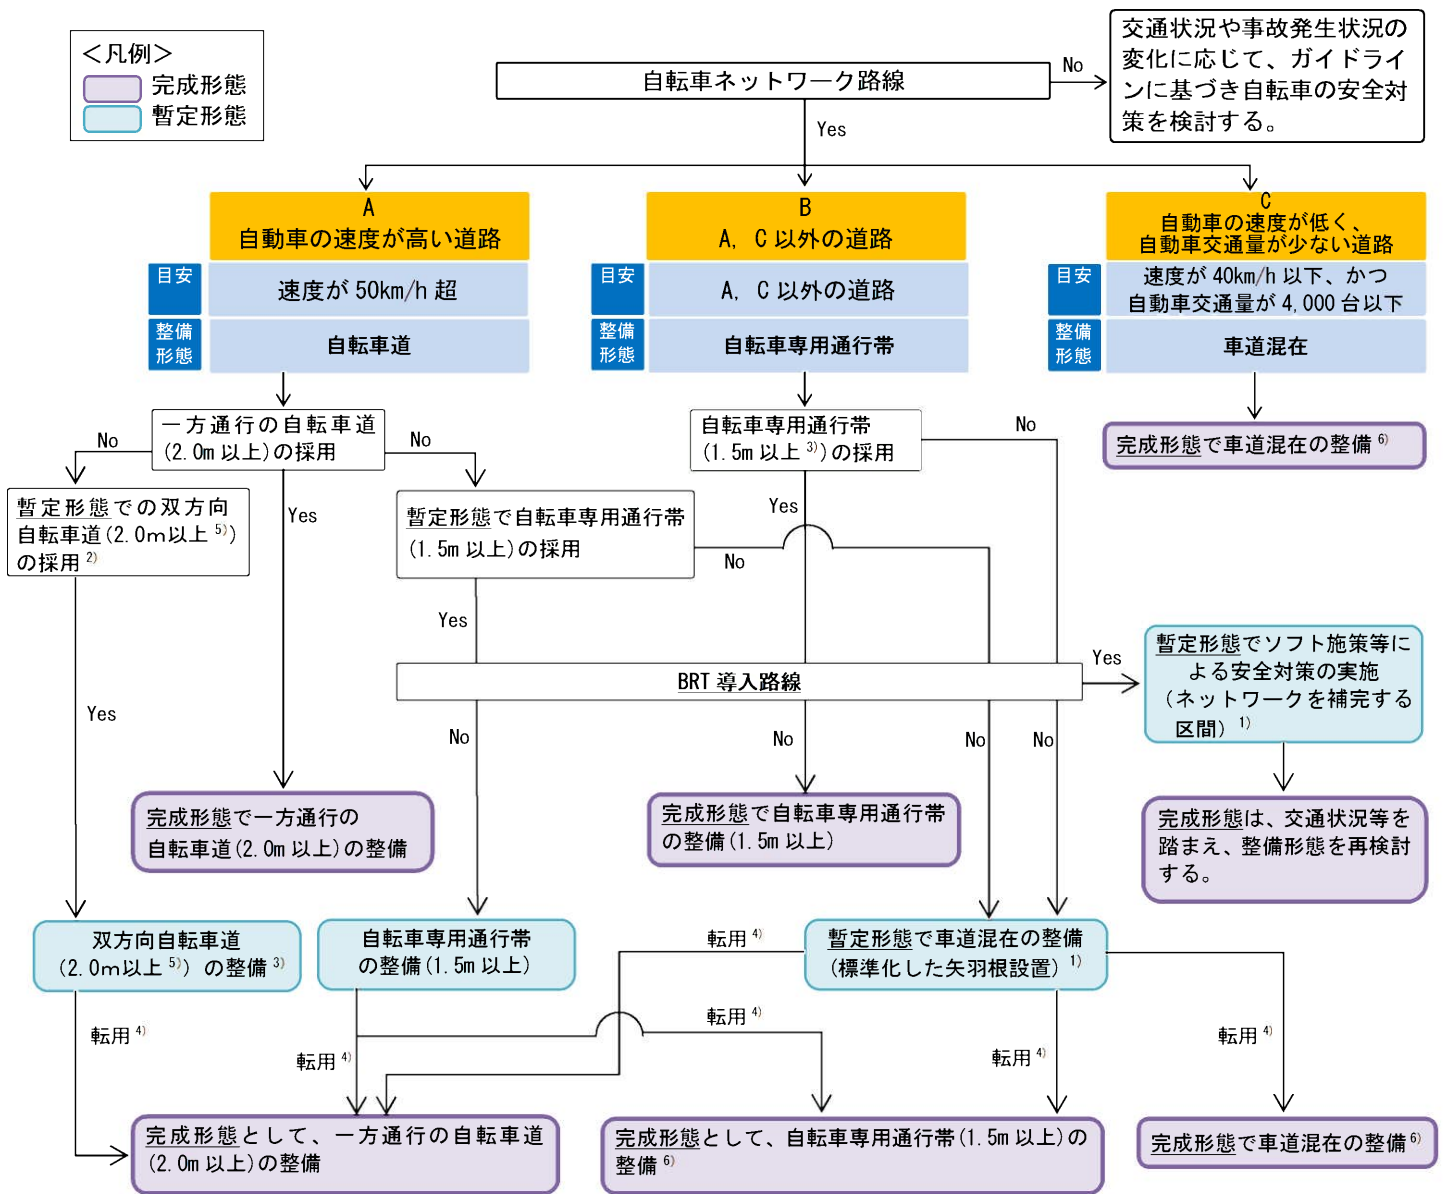 ＜凡例＞
完成形態
暫定形態
自転車ネットワーク路線
No
交通状況や事故発生状況の
変化に応じて、ガイドライ
ンに基づき自転車の安全対
策を検討する。
Yes
A
自動車の速度が高い道路
目安
速度が 50km/h 超
整備
形態
自転車道
B
A, C 以外の道路
目安
A, C 以外の道路
整備
形態
自転車専用通行帯
C
自動車の速度が低く、
自動車交通量が少ない道路
目安
速度が 40km/h 以下、かつ
自動車交通量が 4,000 台以下
整備
形態
車道混在
一方通行の自転車道
(2.0m 以上)の採用
No
No
Yes
自転車専用通行帯
(1.5m 以上 3))の採用
No
Yes
完成形態で車道混在の整備 6)
暫定形態での双方向
自転車道(2.0m以上 5))
の採用 2)
Yes
暫定形態で自転車専用通行帯
(1.5m 以上)の採用
No
Yes
No
BRT 導入路線
Yes
暫定形態でソフト施策等に
よる安全対策の実施
（ネットワークを補完する
区間） 1)
No
No
No
No
完成形態で一方通行の
自転車道(2.0m 以上)の整備
完成形態で自転車専用通行帯
の整備(1.5m 以上)
完成形態は、交通状況等を
踏まえ、整備形態を再検討
する。
双方向自転車道
(2.0m以上 5)) の整備 3)
自転車専用通行帯
の整備(1.5m 以上)
暫定形態で車道混在の整備
(標準化した矢羽根設置) 1)
転用 4)
転用 4)
転用 4)
転用 4)
転用 4)
転用 4)
完成形態として、一方通行の自転車道
(2.0m 以上)の整備
完成形態として、自転車専用通行帯(1.5m 以上)の
整備 6)
完成形態で車道混在の整備 6)